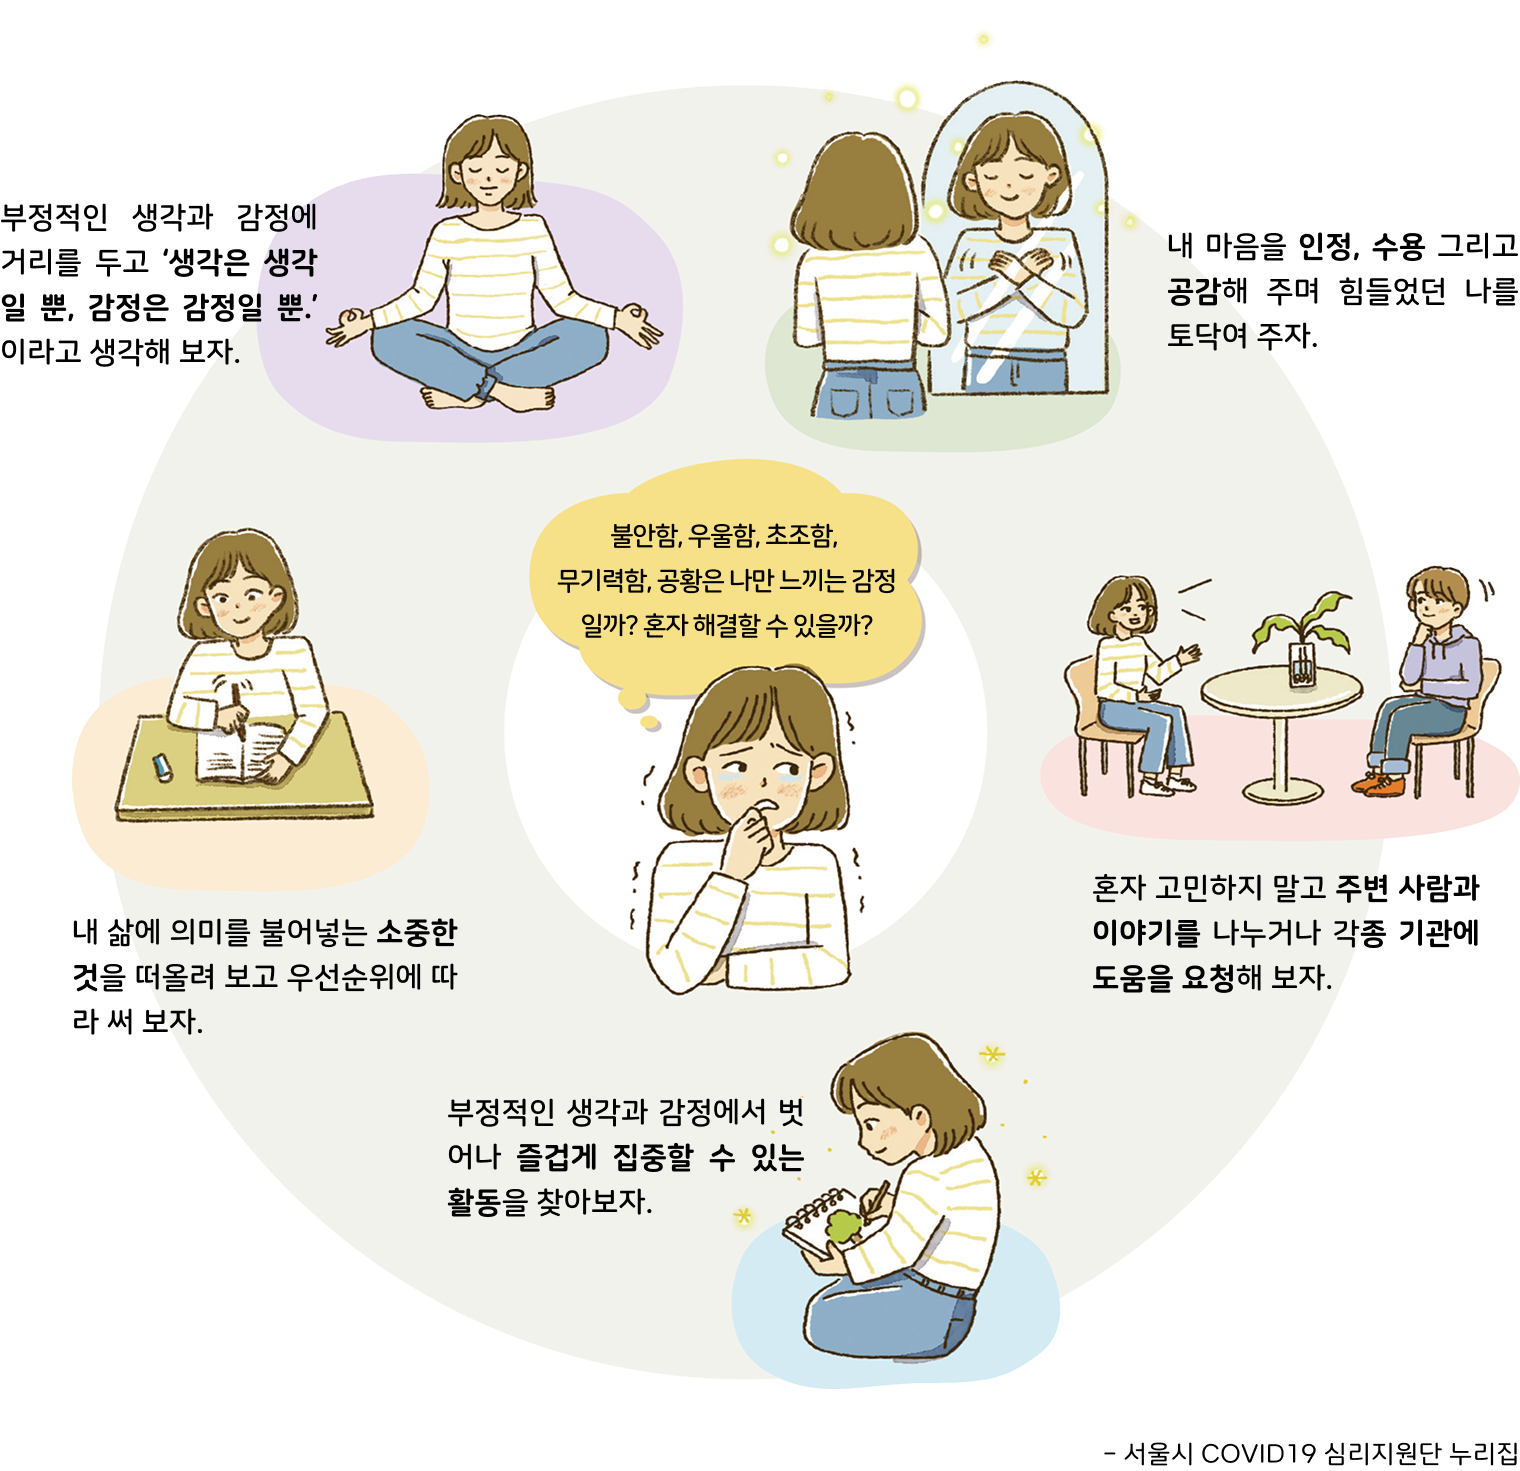 부정적인 생각과 감정에
거리를 두고 ‘생각은 생각
일 뿐, 감정은 감정일 뿐.’
이라고 생각해 보자.
내 마음을 인정, 수용 그리고
공감해 주며 힘들었던 나를
토닥여 주자.
불안함, 우울함, 초조함,
무기력함, 공황은 나만 느끼는 감정
일까? 혼자 해결할 수 있을까?
내 삶에 의미를 불어넣는 소중한
것을 떠올려 보고 우선순위에 따
라 써 보자.
혼자 고민하지 말고 주변 사람과
이야기를 나누거나 각종 기관에
도움을 요청해 보자.
부정적인 생각과 감정에서 벗
어나 즐겁게 집중할 수 있는
활동을 찾아보자.
– 서울시 COVID19 심리지원단 누리집